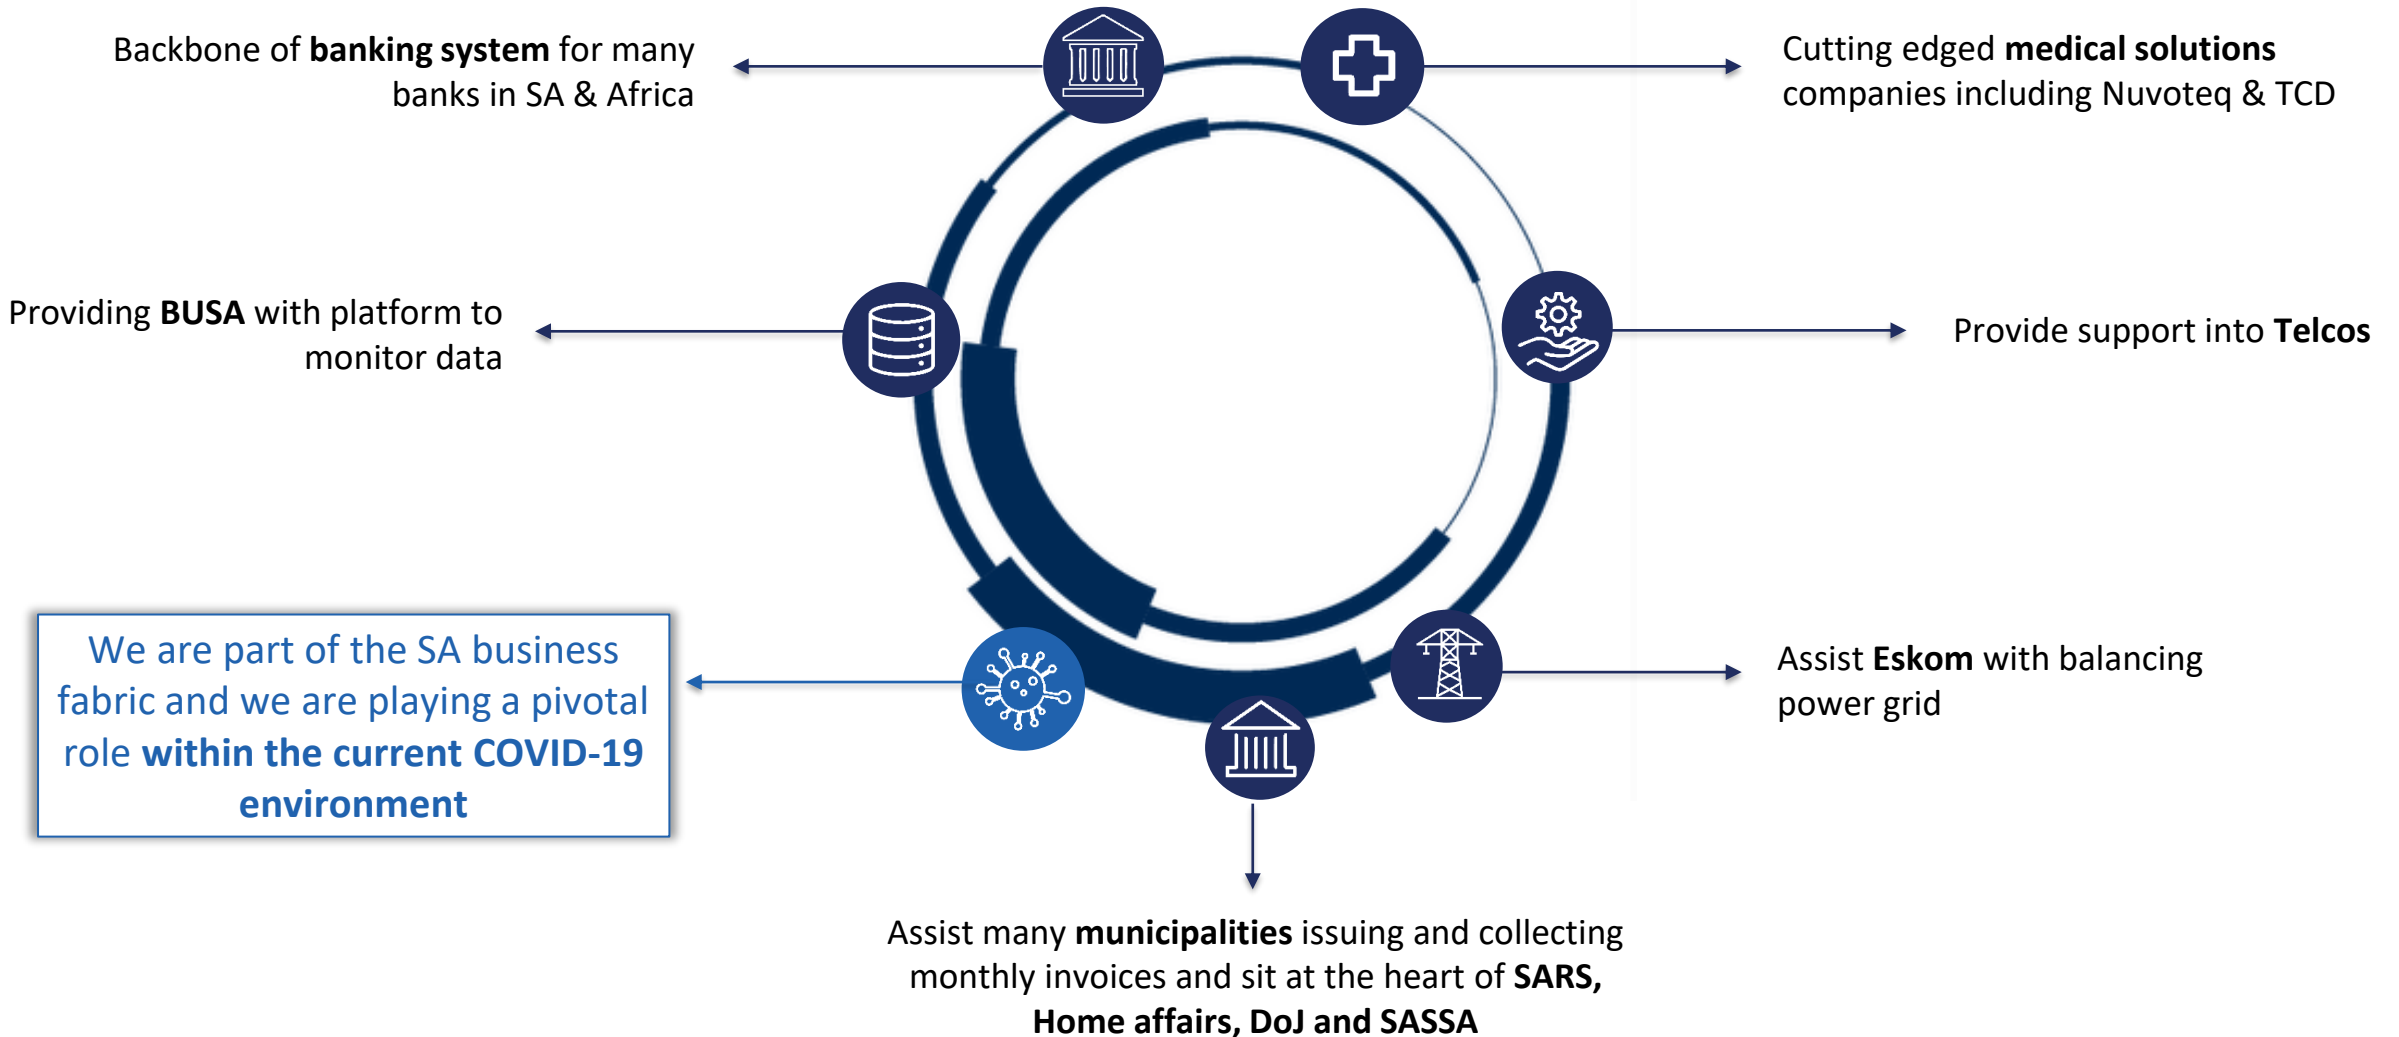 Backbone of banking system for many
banks in SA & Africa
Cutting edged medical solutions
companies including Nuvoteq & TCD
Providing BUSA with platform to
monitor data
Provide support into Telcos
We are part of the SA business
fabric and we are playing a pivotal
role within the current COVID-19
environment
Assist Eskom with balancing
power grid
Assist many municipalities issuing and collecting
monthly invoices and sit at the heart of SARS,
Home affairs, DoJ and SASSA